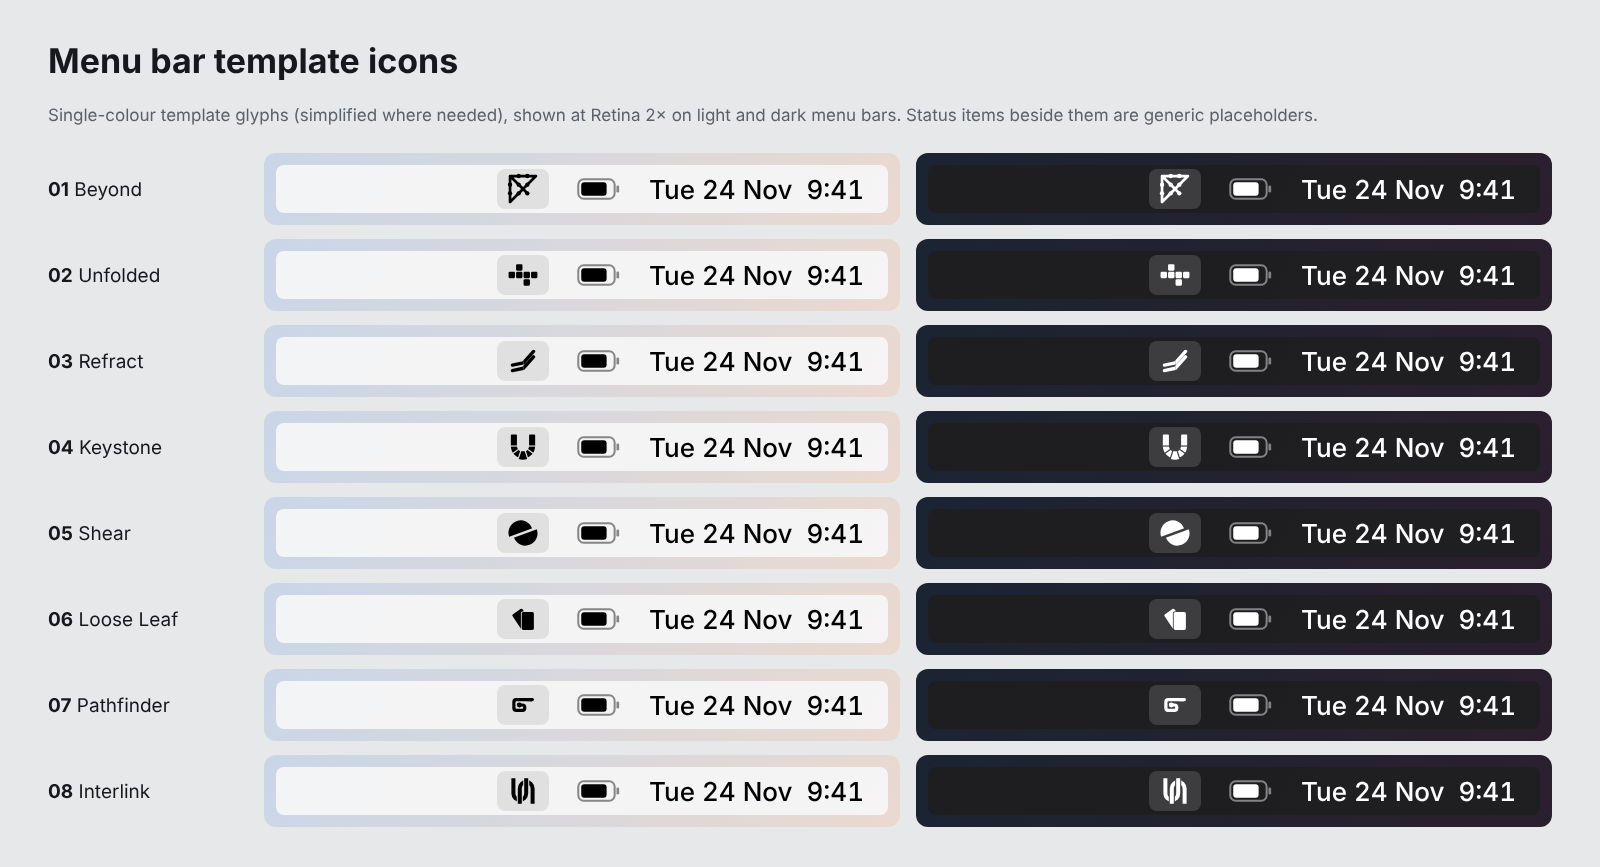 Menu bar template icons
Single-colour template glyphs (simplified where needed), shown at Retina 2× on light and dark menu bars. Status items beside them are generic placeholders.
01 Beyond Tue 24 Nov 9:41 Tue 24 Nov 9:41
02 Unfolded Tue 24 Nov 9:41 Tue 24 Nov 9:41
03 Refract Tue 24 Nov 9:41 Tue 24 Nov 9:41
04 Keystone Tue 24 Nov 9:41 Tue 24 Nov 9:41
05 Shear Tue 24 Nov 9:41 Tue 24 Nov 9:41
06 Loose Leaf Tue 24 Nov 9:41 Tue 24 Nov 9:41
07 Pathfinder Tue 24 Nov 9:41 Tue 24 Nov 9:41
08 Interlink Tue 24 Nov 9:41 Tue 24 Nov 9:41